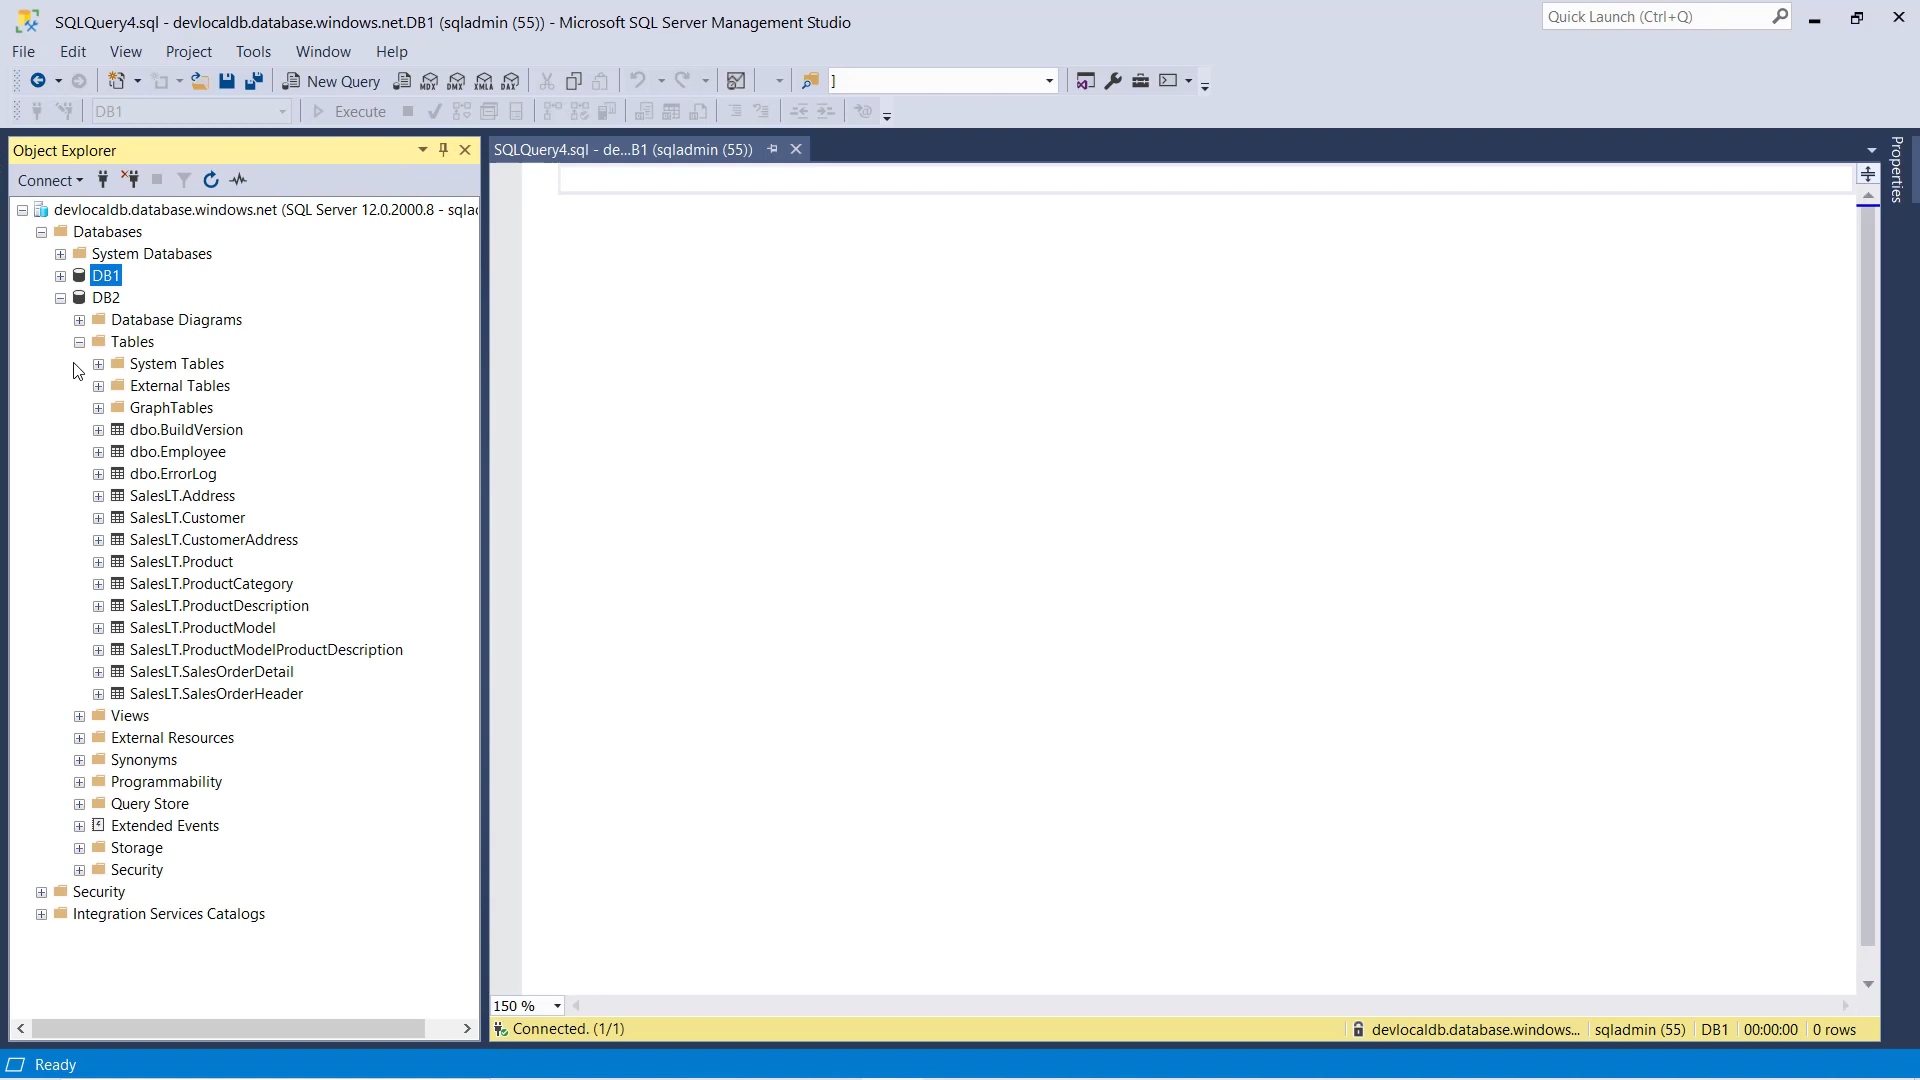 SQLQuery4.sql - devlocaldb.database.windows.net.DB1 (sqladmin (55)) - Microsoft SQL Server Management Studio
Quick Launch (Ctrl+Q)
File Edit View Project Tools Window Help
New Query
MDX DMX XMLA DAX
]
DB1
Execute
Object Explorer
SQLQuery4.sql - de...B1 (sqladmin (55))
Properties
Connect
devlocaldb.database.windows.net (SQL Server 12.0.2000.8 - sqla
Databases
System Databases
DB1
DB2
Database Diagrams
Tables
System Tables
External Tables
GraphTables
dbo.BuildVersion
dbo.Employee
dbo.ErrorLog
SalesLT.Address
SalesLT.Customer
SalesLT.CustomerAddress
SalesLT.Product
SalesLT.ProductCategory
SalesLT.ProductDescription
SalesLT.ProductModel
SalesLT.ProductModelProductDescription
SalesLT.SalesOrderDetail
SalesLT.SalesOrderHeader
Views
External Resources
Synonyms
Programmability
Query Store
Extended Events
Storage
Security
Security
Integration Services Catalogs
150 %
Connected. (1/1)
devlocaldb.database.windows... sqladmin (55) DB1 00:00:00 0 rows
Ready